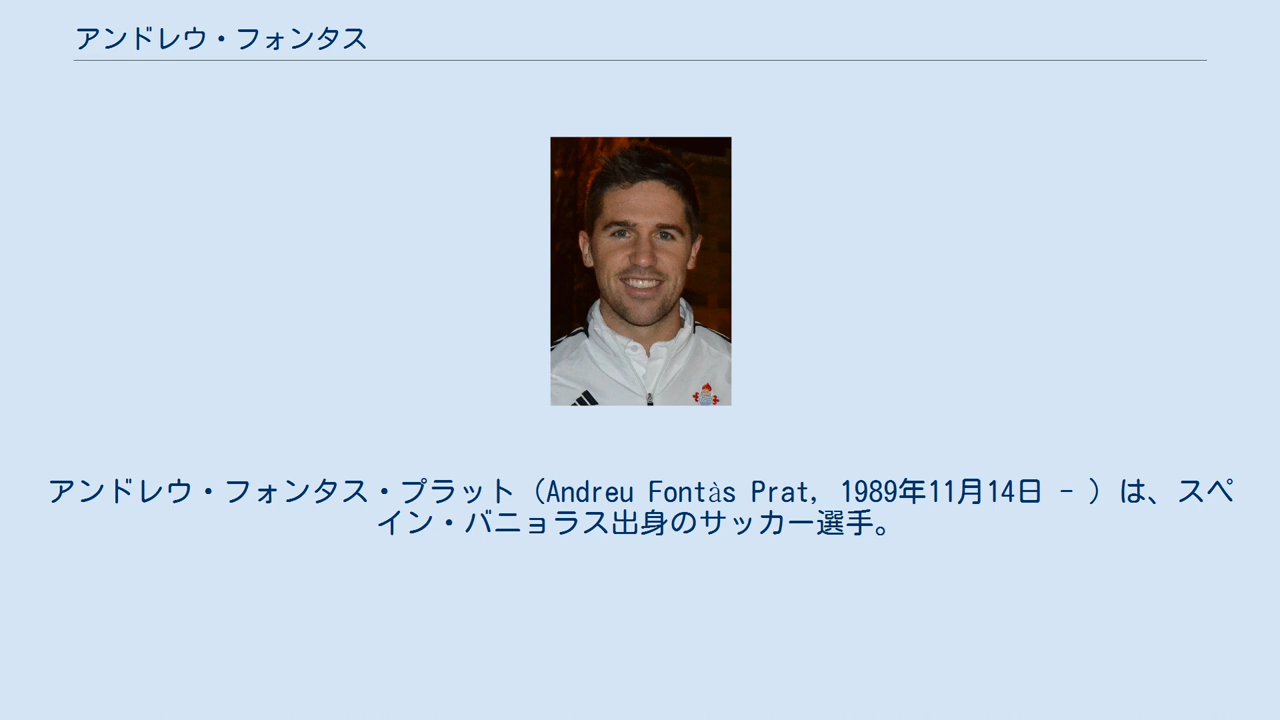 アンドレウ・フォンタス
アンドレウ・フォンタス・プラット（Andreu Fontàs Prat, 1989年11月14日 - ）は、スペ
イン・バニョラス出身のサッカー選手。